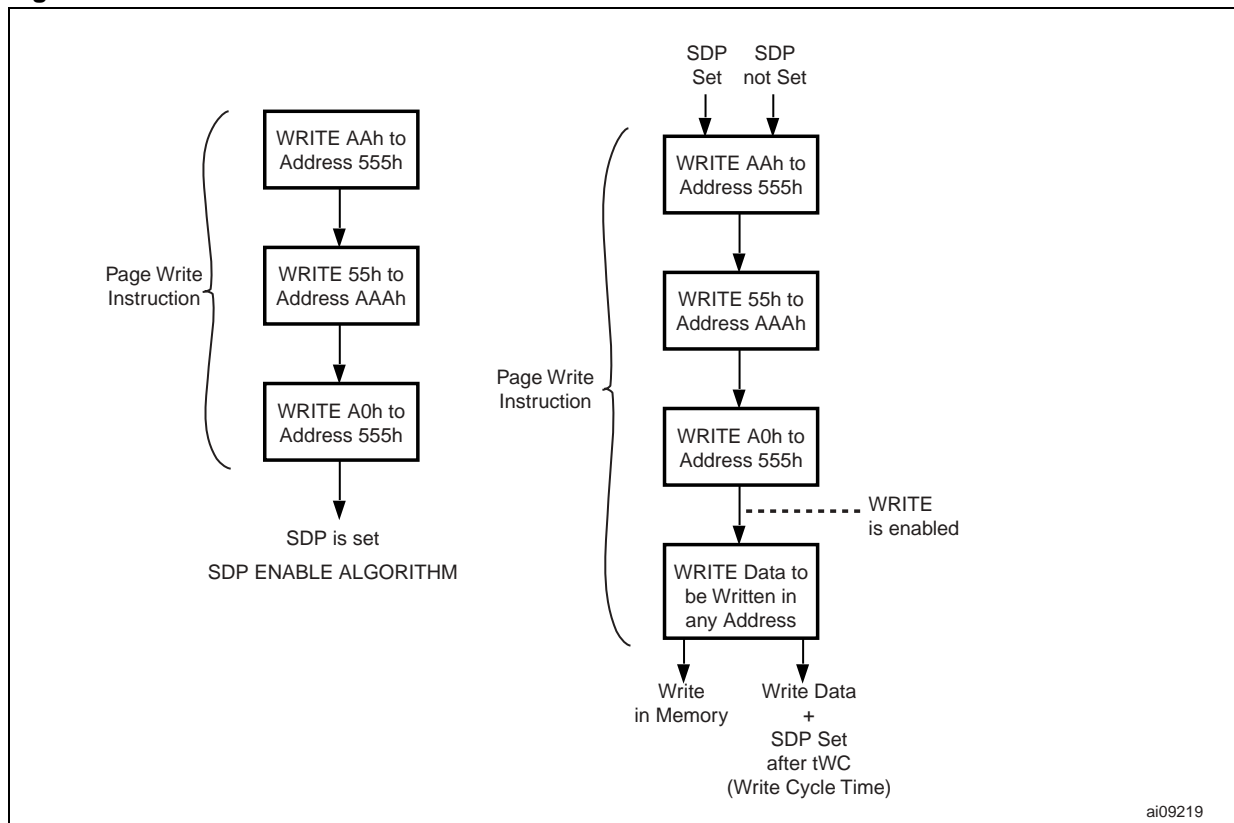 WRITE AAh to
Address 555h
WRITE 55h to
Address AAAh
Page Write
Instruction
WRITE A0h to
Address 555h
SDP is set
SDP ENABLE ALGORITHM
SDP
Set
SDP
not Set
WRITE AAh to
Address 555h
WRITE 55h to
Address AAAh
Page Write
Instruction
WRITE A0h to
Address 555h
WRITE
is enabled
WRITE Data to
be Written in
any Address
Write
in Memory
Write Data
+
SDP Set
after tWC
(Write Cycle Time)
ai09219